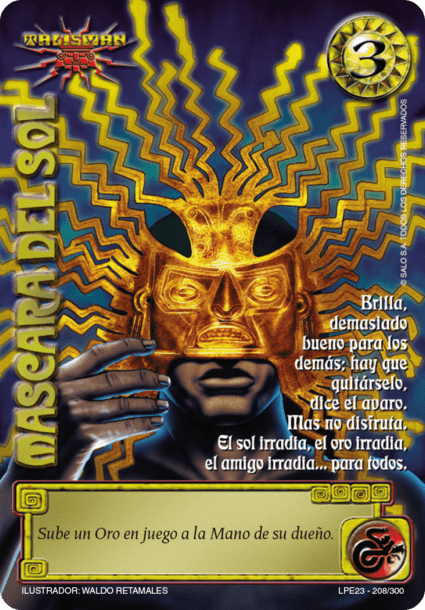 TALISMAN
3
MASCARA DEL SOL
© SALO S.A. TODOS LOS DERECHOS RESERVADOS
Brilla,
demasiado
bueno para los
demás; hay que
quitárselo,
dice el avaro.
Mas no disfruta.
El sol irradia, el oro irradia,
el amigo irradia... para todos.
Sube un Oro en juego a la Mano de su dueño.
ILUSTRADOR: WALDO RETAMALES
LPE23 - 208/300